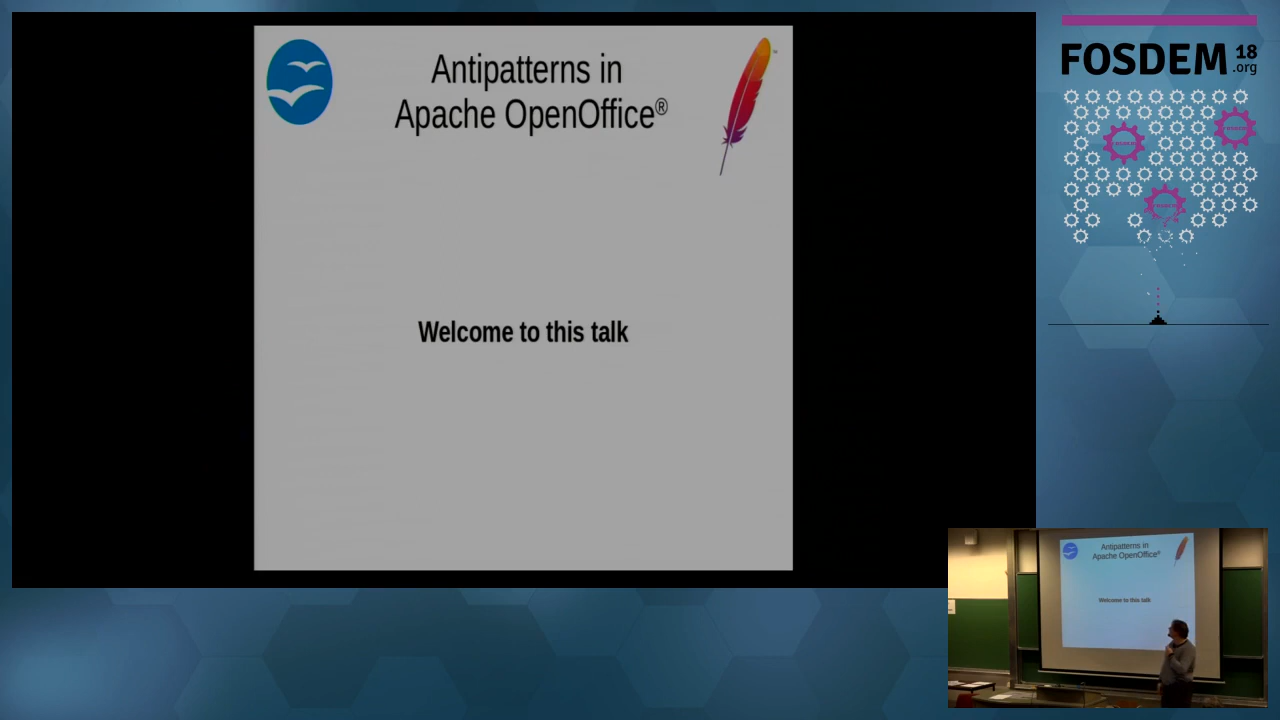 Antipatterns in
Apache OpenOffice®
™
Welcome to this talk
FOSDEM 18
.org
Antipatterns in
Apache OpenOffice®
Welcome to this talk